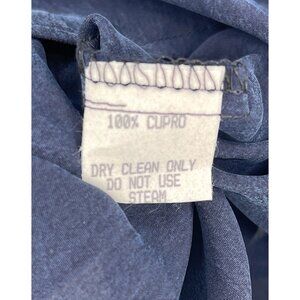 100% CUPRO
DRY CLEAN ONLY
DO NOT USE
STEAM